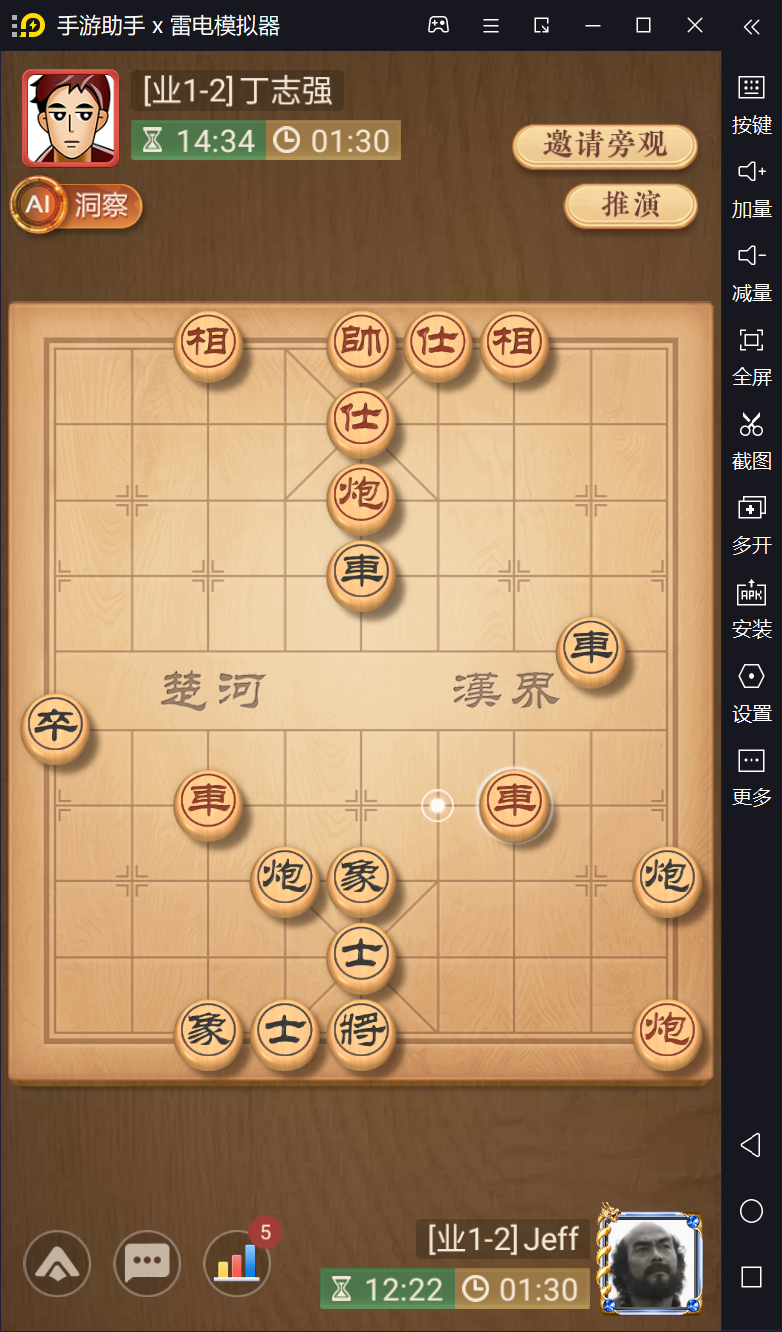 手游助手 x 雷电模拟器
[业1-2]丁志强
14:34 01:30
邀请旁观
AI 洞察
推演
相 帥 仕 相
仕
炮
車
車
楚河 漢界
卒
車 車
炮 象 炮
士
象 士 將 炮
5
[业1-2]Jeff
12:22 01:30
按键
加量
减量
全屏
截图
多开
APK
安装
设置
更多